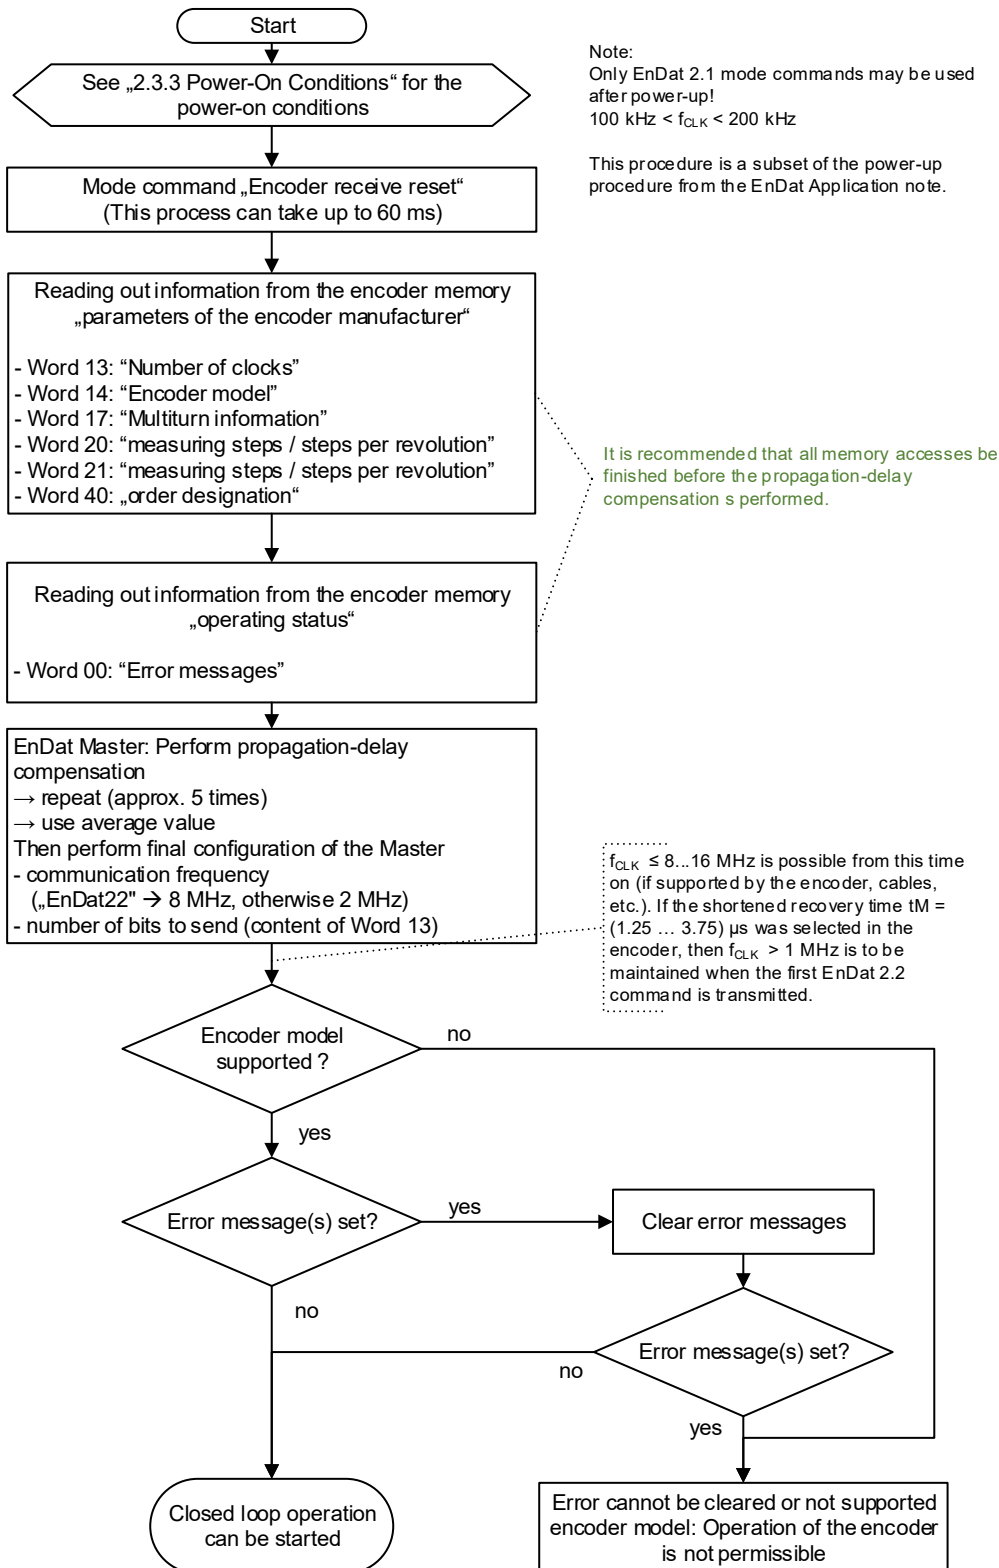 Start
Note:
Only EnDat 2.1 mode commands may be used
after power-up!
100 kHz < fCLK < 200 kHz
This procedure is a subset of the power-up
procedure from the EnDat Application note.
See „2.3.3 Power-On Conditions“ for the
power-on conditions
Mode command „Encoder receive reset“
(This process can take up to 60 ms)
Reading out information from the encoder memory
„parameters of the encoder manufacturer“
- Word 13: “Number of clocks”
- Word 14: “Encoder model”
- Word 17: “Multiturn information”
- Word 20: “measuring steps / steps per revolution”
- Word 21: “measuring steps / steps per revolution”
- Word 40: „order designation“
It is recommended that all memory accesses be
finished before the propagation-delay
compensation s performed.
Reading out information from the encoder memory
„operating status“
- Word 00: “Error messages”
EnDat Master: Perform propagation-delay
compensation
→ repeat (approx. 5 times)
→ use average value
Then perform final configuration of the Master
- communication frequency
(„EnDat22" → 8 MHz, otherwise 2 MHz)
- number of bits to send (content of Word 13)
fCLK ≤ 8...16 MHz is possible from this time
on (if supported by the encoder, cables,
etc.). If the shortened recovery time tM =
(1.25 ... 3.75) µs was selected in the
encoder, then fCLK > 1 MHz is to be
maintained when the first EnDat 2.2
command is transmitted.
Encoder model
supported ?
no
yes
Error message(s) set?
yes
Clear error messages
no
Error message(s) set?
no
yes
Closed loop operation
can be started
Error cannot be cleared or not supported
encoder model: Operation of the encoder
is not permissible